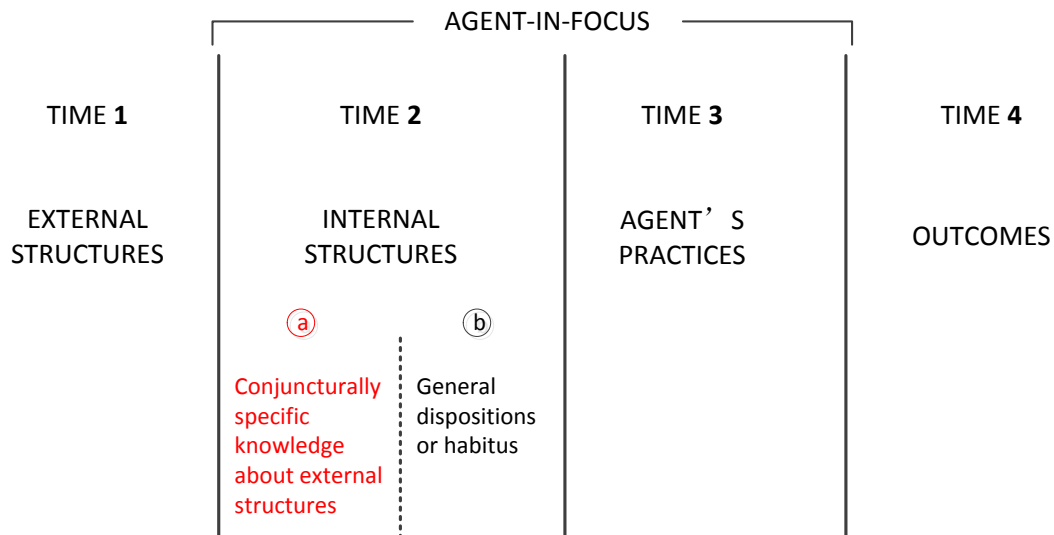 AGENT-IN-FOCUS
TIME 1
TIME 2
TIME 3
TIME 4
EXTERNAL
STRUCTURES
INTERNAL
STRUCTURES
AGENT’S
PRACTICES
OUTCOMES
a
b
Conjuncturally
specific
knowledge
about external
structures
General
dispositions
or habitus